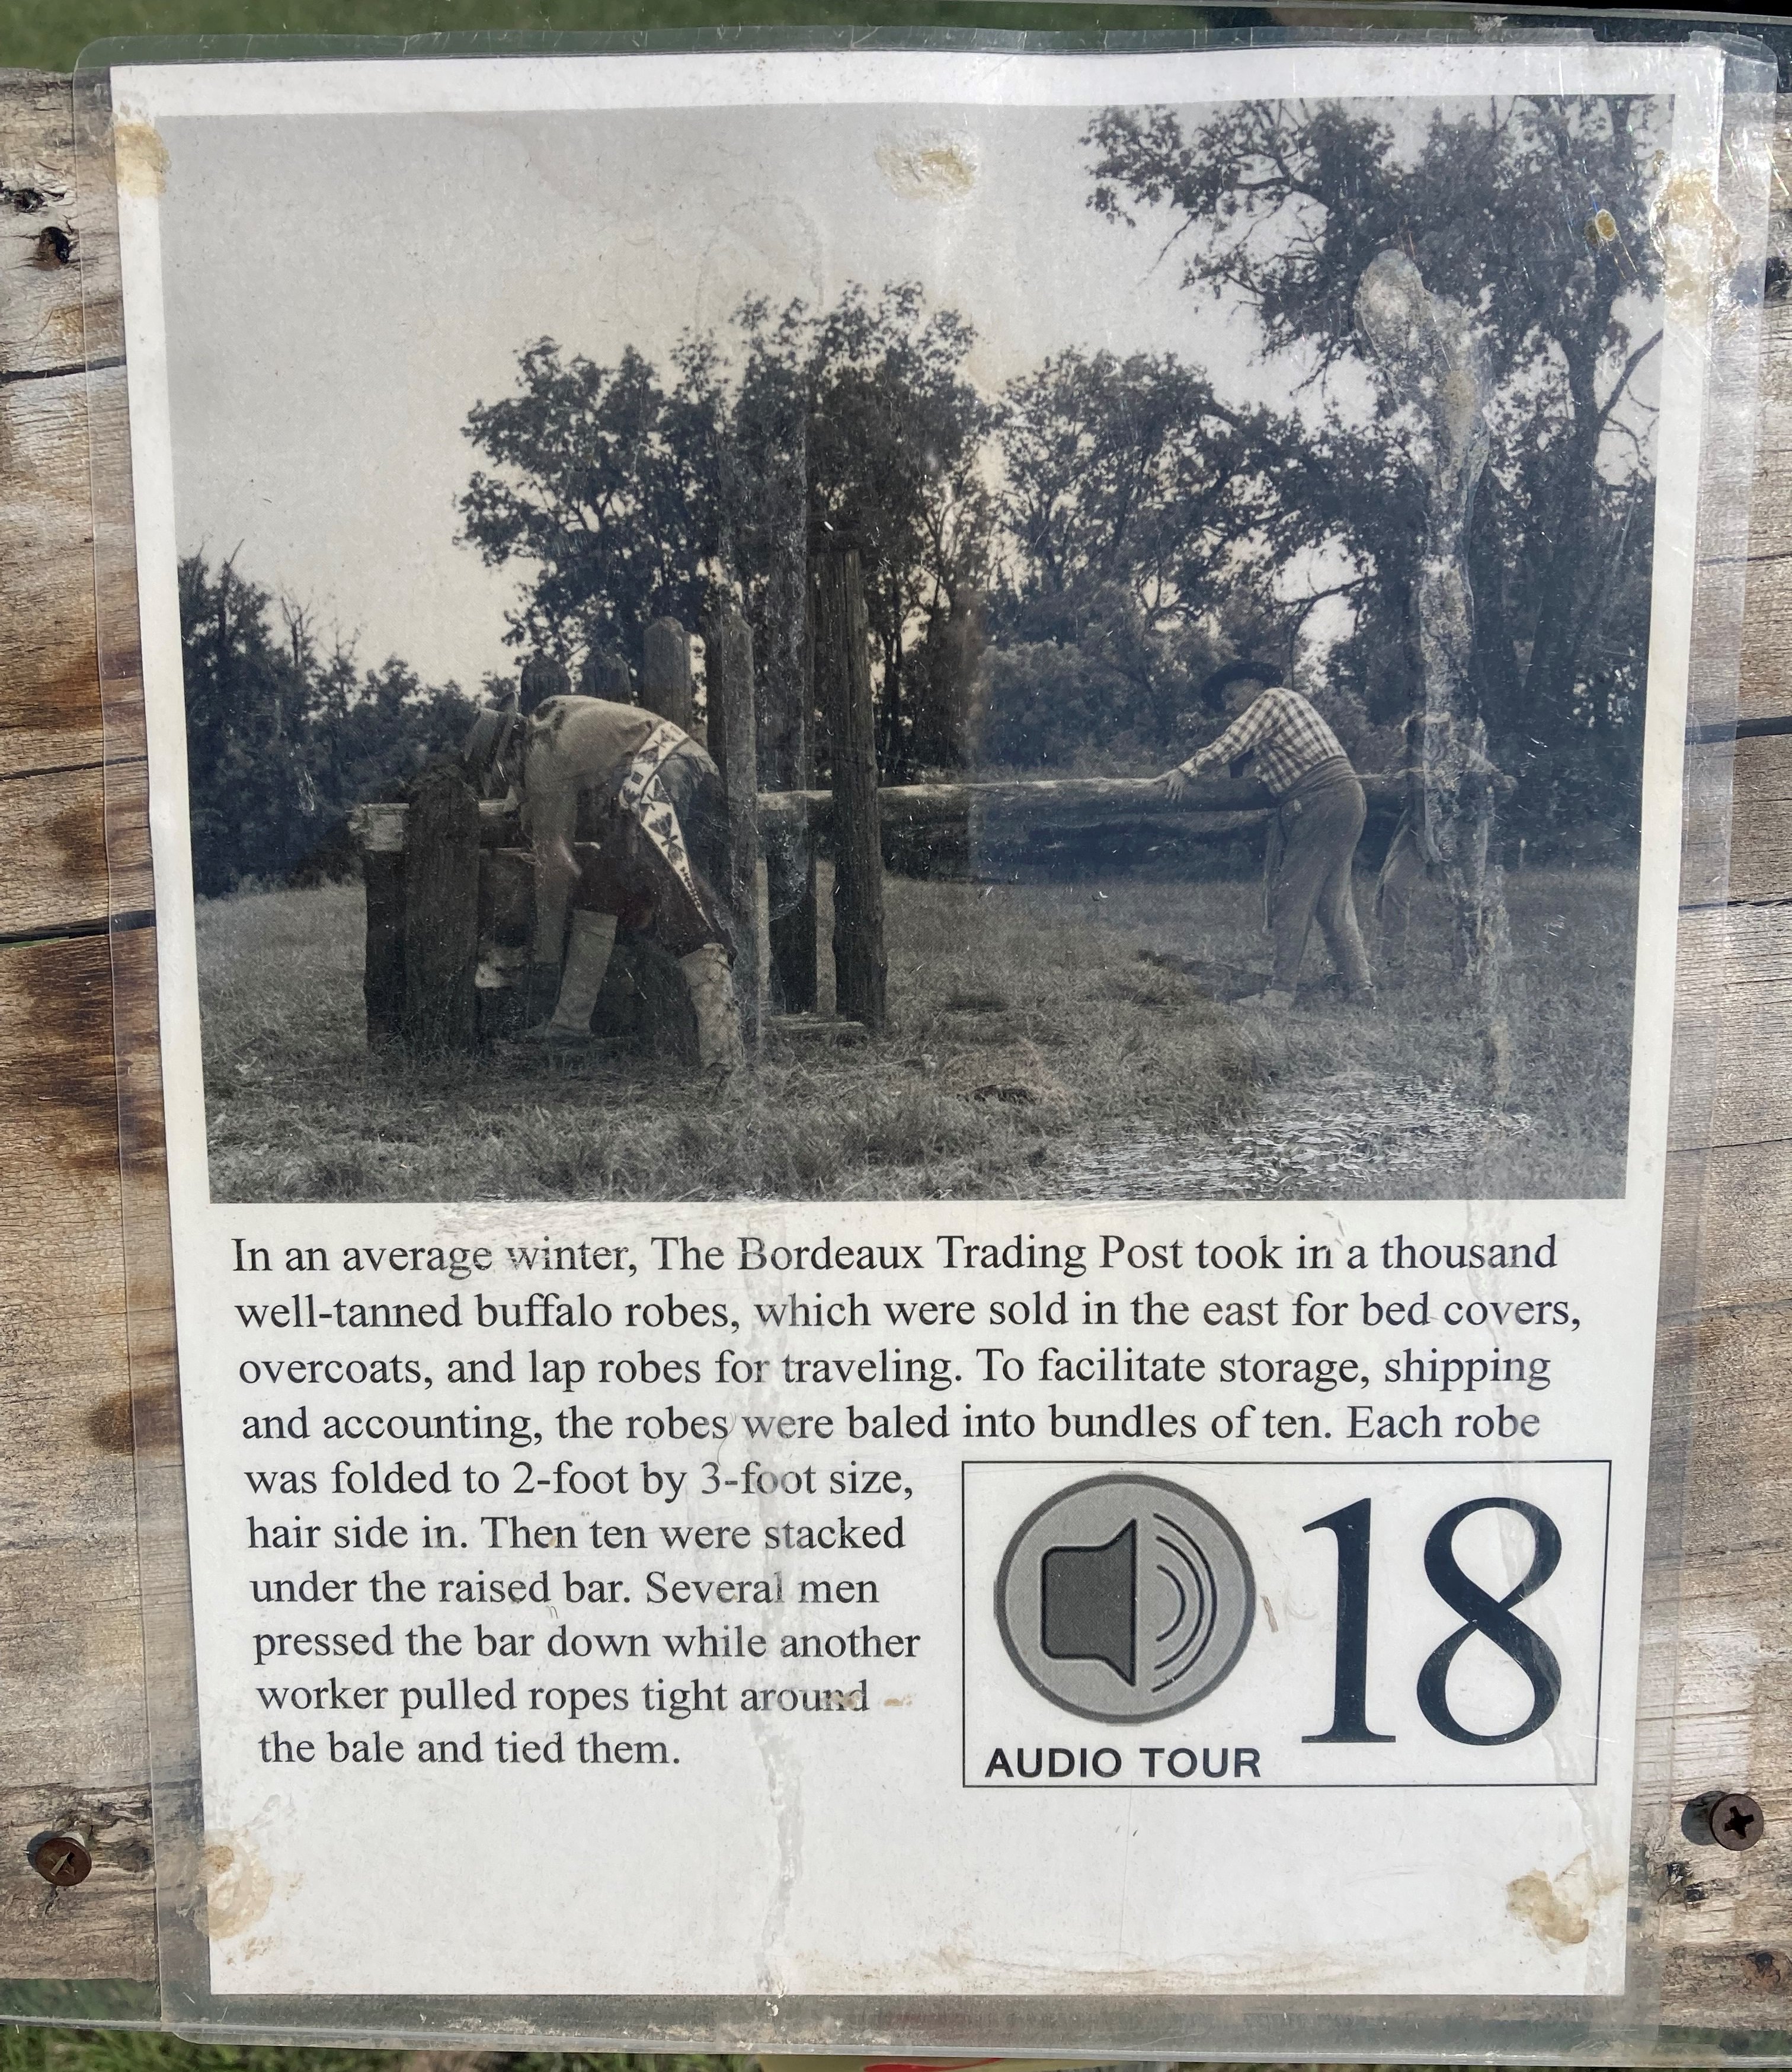 In an average winter, The Bordeaux Trading Post took in a thousand
well-tanned buffalo robes, which were sold in the east for bed covers,
overcoats, and lap robes for traveling. To facilitate storage, shipping
and accounting, the robes were baled into bundles of ten. Each robe
was folded to 2-foot by 3-foot size,
hair side in. Then ten were stacked
under the raised bar. Several men
pressed the bar down while another
worker pulled ropes tight around
the bale and tied them.
18
AUDIO TOUR